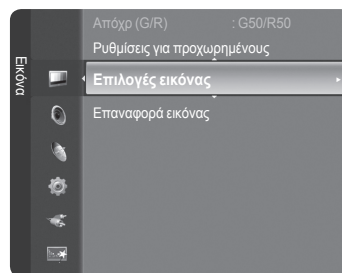 Εικόνα
Απόχρ (G/R) : G50/R50
Ρυθμίσεις για προχωρημένους
Επιλογές εικόνας
Επαναφορά εικόνας